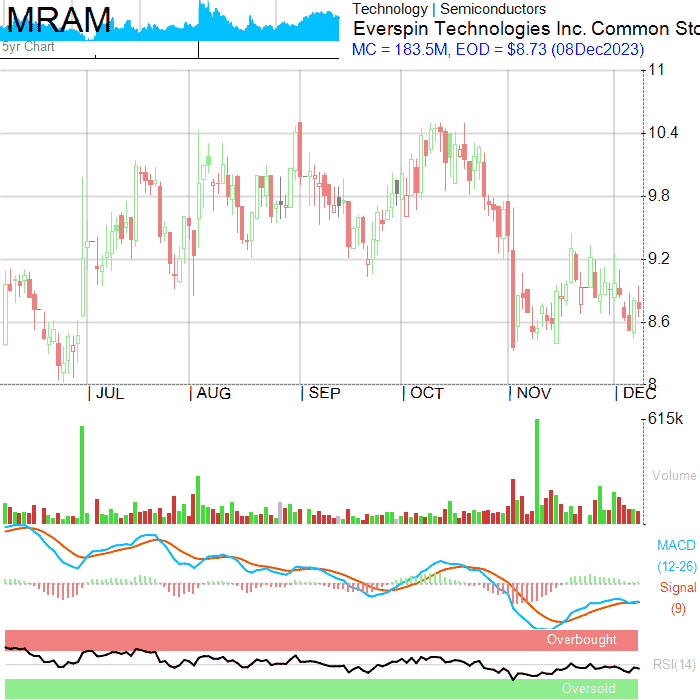 MRAM
5yr Chart
Technology | Semiconductors
Everspin Technologies Inc. Common Sto
MC = 183.5M, EOD = $8.73 (08Dec2023)
11
10.4
9.8
9.2
8.6
8
JUL
AUG
SEP
OCT
NOV
DEC
615k
Volume
MACD
(12-26)
Signal
(9)
Overbought
RSI(14)
Oversold